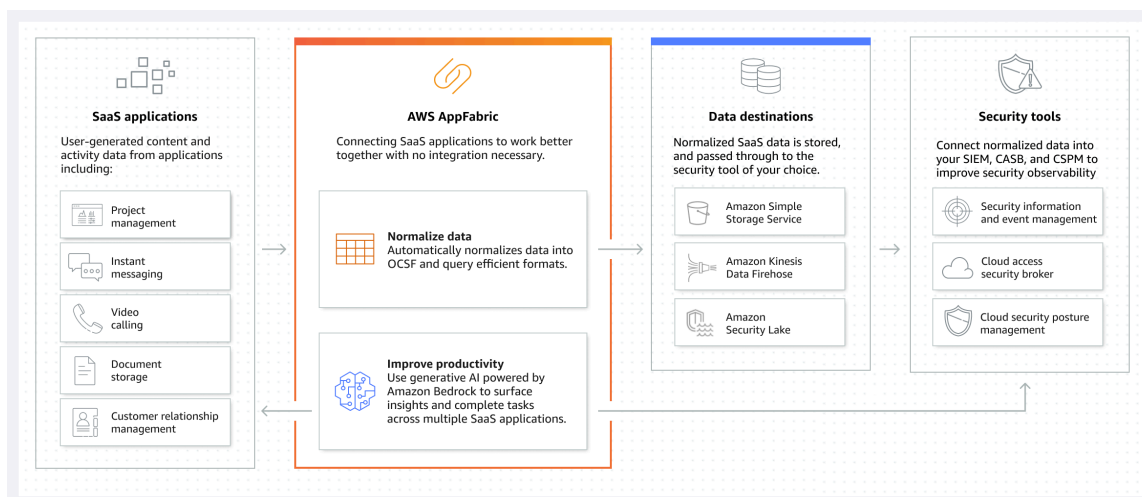 SaaS applications
User-generated content and
activity data from applications
including:
Project
management
Instant
messaging
Video
calling
Document
storage
Customer relationship
management
AWS AppFabric
Connecting SaaS applications to work better
together with no integration necessary.
Normalize data
Automatically normalizes data into
OCSF and query efficient formats.
Improve productivity
Use generative AI powered by
Amazon Bedrock to surface
insights and complete tasks
across multiple SaaS applications.
Data destinations
Normalized SaaS data is stored,
and passed through to the
security tool of your choice.
Amazon Simple
Storage Service
Amazon Kinesis
Data Firehose
Amazon
Security Lake
Security tools
Connect normalized data into
your SIEM, CASB, and CSPM to
improve security observability
Security information
and event management
Cloud access
security broker
Cloud security posture
management